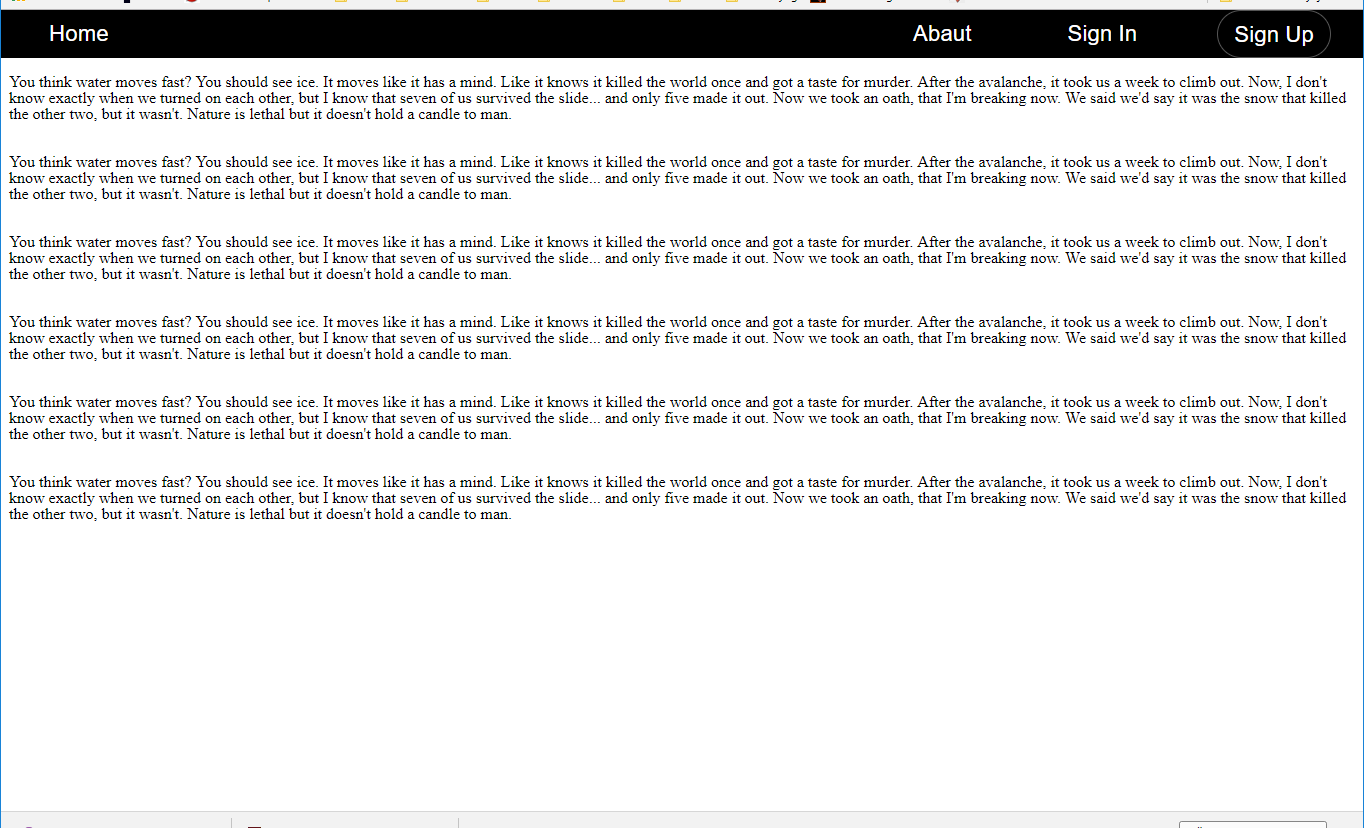 Home Abaut Sign In Sign Up
You think water moves fast? You should see ice. It moves like it has a mind. Like it knows it killed the world once and got a taste for murder. After the avalanche, it took us a week to climb out. Now, I don't
know exactly when we turned on each other, but I know that seven of us survived the slide... and only five made it out. Now we took an oath, that I'm breaking now. We said we'd say it was the snow that killed
the other two, but it wasn't. Nature is lethal but it doesn't hold a candle to man.
You think water moves fast? You should see ice. It moves like it has a mind. Like it knows it killed the world once and got a taste for murder. After the avalanche, it took us a week to climb out. Now, I don't
know exactly when we turned on each other, but I know that seven of us survived the slide... and only five made it out. Now we took an oath, that I'm breaking now. We said we'd say it was the snow that killed
the other two, but it wasn't. Nature is lethal but it doesn't hold a candle to man.
You think water moves fast? You should see ice. It moves like it has a mind. Like it knows it killed the world once and got a taste for murder. After the avalanche, it took us a week to climb out. Now, I don't
know exactly when we turned on each other, but I know that seven of us survived the slide... and only five made it out. Now we took an oath, that I'm breaking now. We said we'd say it was the snow that killed
the other two, but it wasn't. Nature is lethal but it doesn't hold a candle to man.
You think water moves fast? You should see ice. It moves like it has a mind. Like it knows it killed the world once and got a taste for murder. After the avalanche, it took us a week to climb out. Now, I don't
know exactly when we turned on each other, but I know that seven of us survived the slide... and only five made it out. Now we took an oath, that I'm breaking now. We said we'd say it was the snow that killed
the other two, but it wasn't. Nature is lethal but it doesn't hold a candle to man.
You think water moves fast? You should see ice. It moves like it has a mind. Like it knows it killed the world once and got a taste for murder. After the avalanche, it took us a week to climb out. Now, I don't
know exactly when we turned on each other, but I know that seven of us survived the slide... and only five made it out. Now we took an oath, that I'm breaking now. We said we'd say it was the snow that killed
the other two, but it wasn't. Nature is lethal but it doesn't hold a candle to man.
You think water moves fast? You should see ice. It moves like it has a mind. Like it knows it killed the world once and got a taste for murder. After the avalanche, it took us a week to climb out. Now, I don't
know exactly when we turned on each other, but I know that seven of us survived the slide... and only five made it out. Now we took an oath, that I'm breaking now. We said we'd say it was the snow that killed
the other two, but it wasn't. Nature is lethal but it doesn't hold a candle to man.